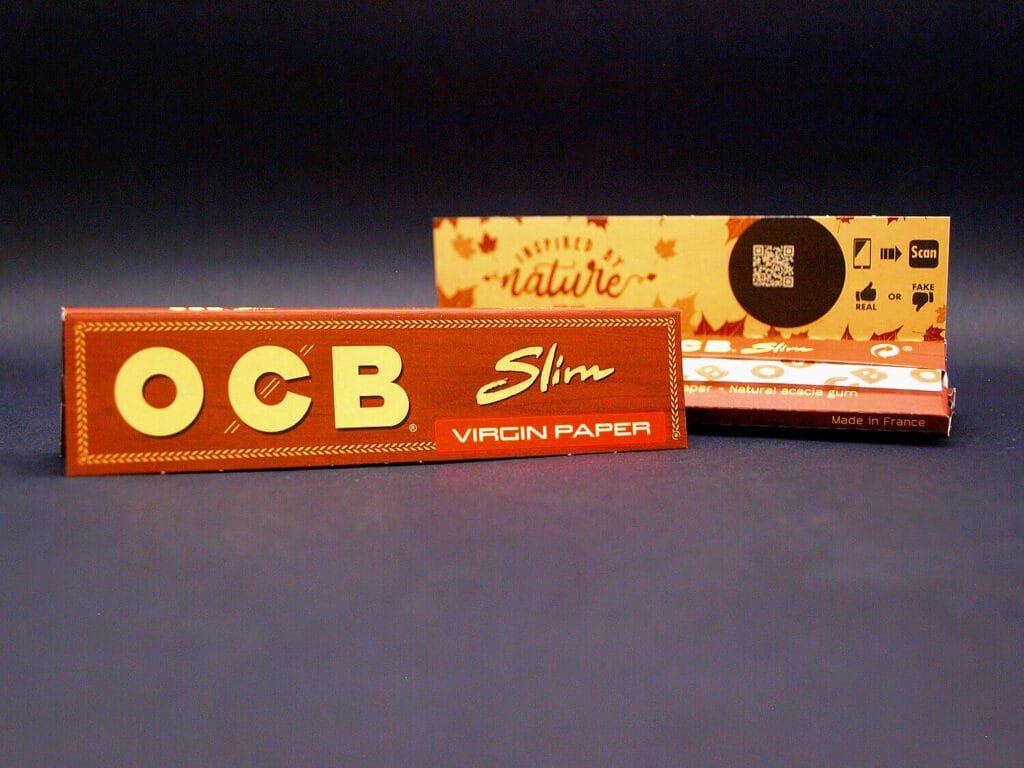 OCB®
Slim
VIRGIN PAPER
INSPIRED BY
nature
Scan
REAL
OR
FAKE
OCB® Slim
aper - Natural acacia gum
Made in France